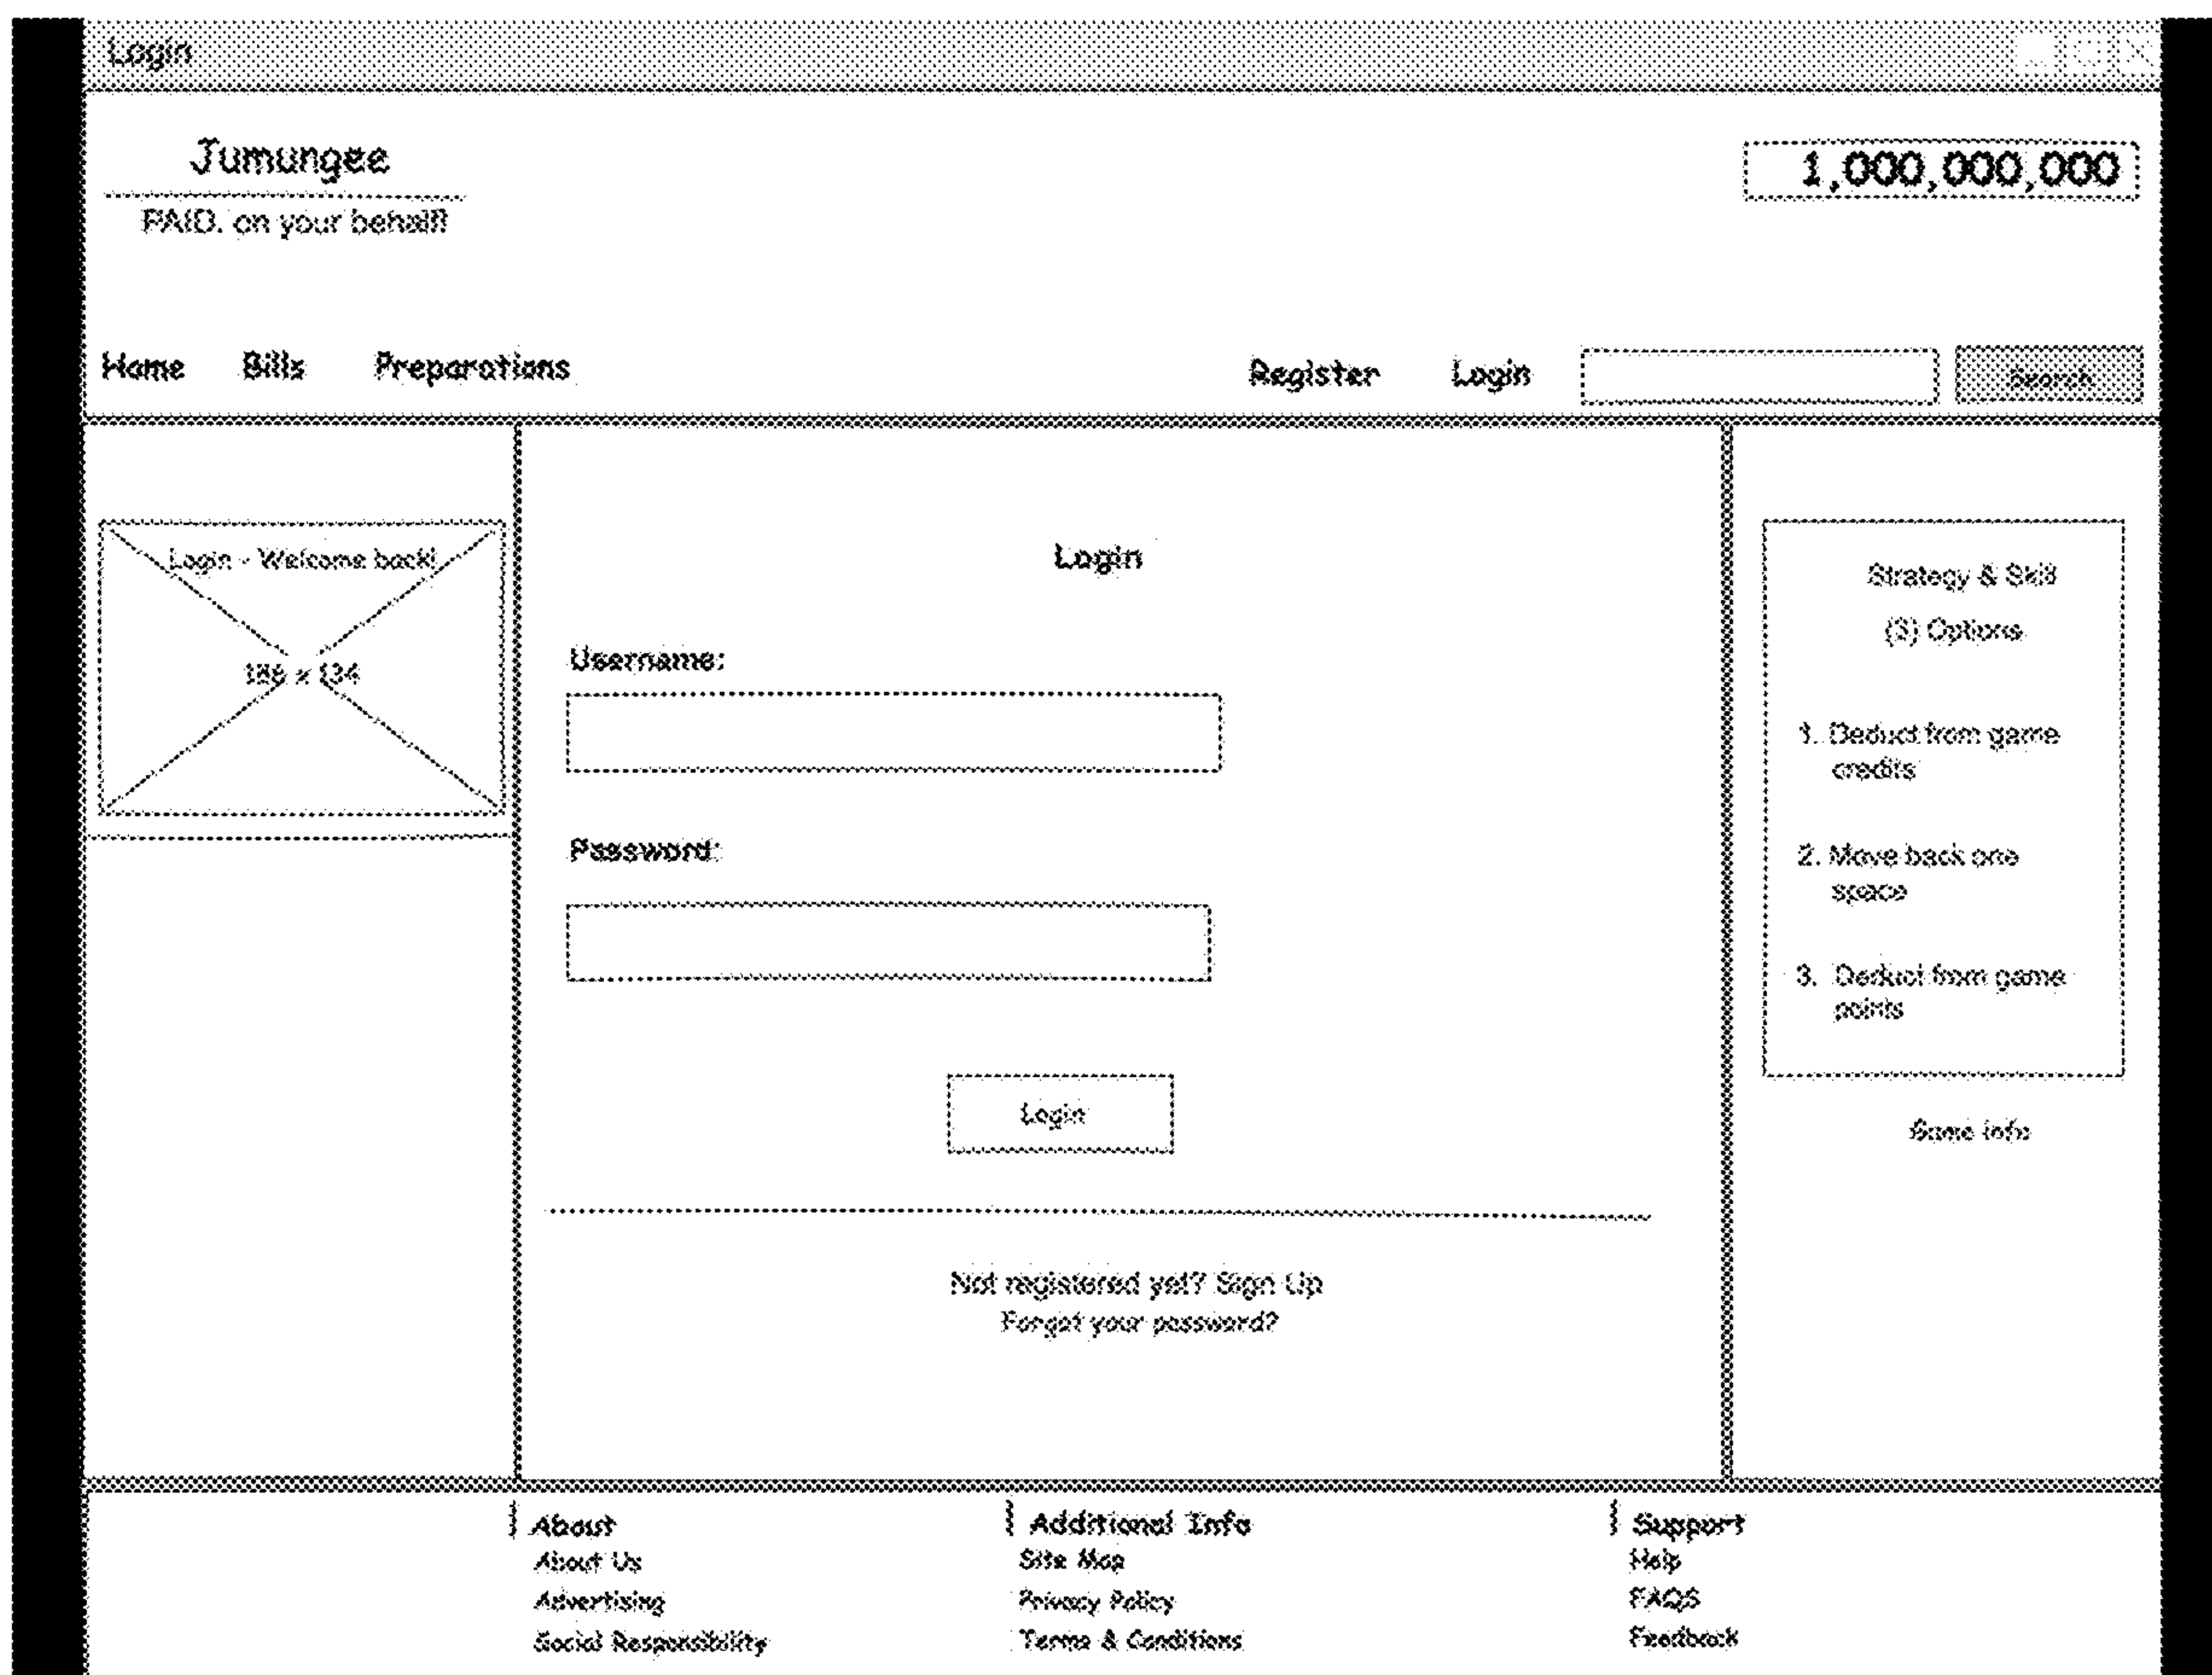 Login
Jumungee
1,000,000,000
PAID. on your behalf!
Home Bills Preparations Register Login Search
Login - Welcome back!
186 x 134
Login
Username:
Password:
Login
Not registered yet? Sign Up
Forgot your password?
Strategy & Skill
(3) Options
1. Deduct from game
credits
2. Move back one
space
3. Deduct from game
points
Game info
About
About Us
Advertising
Social Responsibility
Additional Info
Site Map
Privacy Policy
Terms & Conditions
Support
Help
FAQS
Feedback